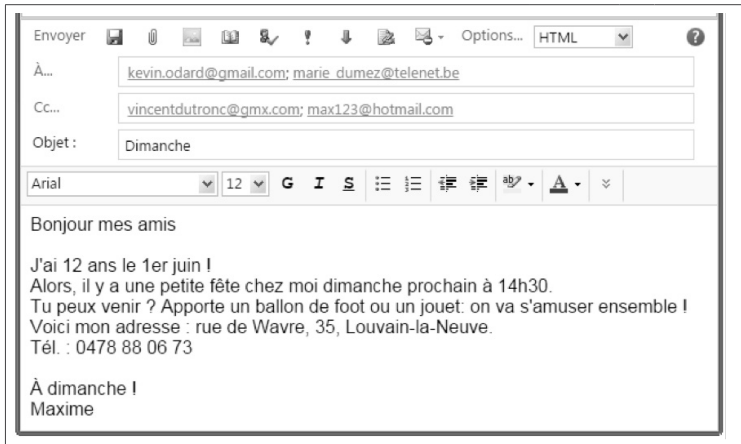 Envoyer Options... HTML
À... kevin.odard@gmail.com; marie_dumez@telenet.be
Cc... vincentdutronc@gmx.com; max123@hotmail.com
Objet : Dimanche
Arial 12 G I S
Bonjour mes amis
J'ai 12 ans le 1er juin !
Alors, il y a une petite fête chez moi dimanche prochain à 14h30.
Tu peux venir ? Apporte un ballon de foot ou un jouet: on va s'amuser ensemble !
Voici mon adresse : rue de Wavre, 35, Louvain-la-Neuve.
Tél. : 0478 88 06 73
À dimanche !
Maxime